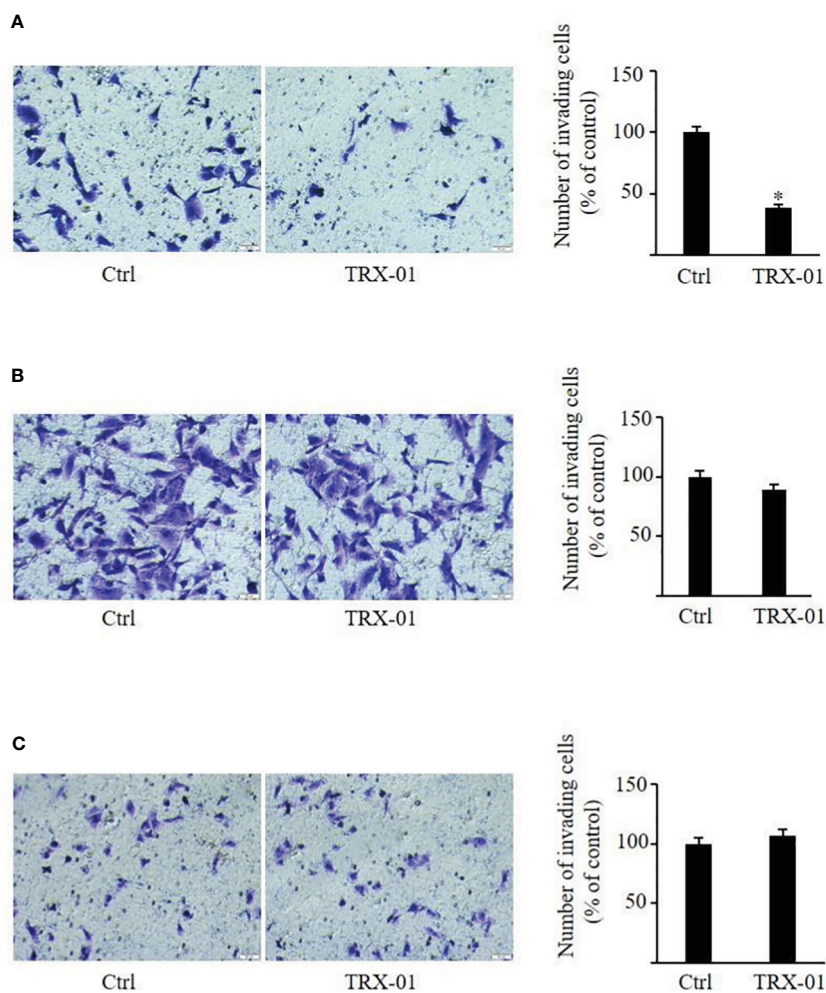 A
Ctrl
TRX-01
Number of invading cells
(% of control)
150
100
50
*
Ctrl
TRX-01
B
Ctrl
TRX-01
Number of invading cells
(% of control)
150
100
50
Ctrl
TRX-01
C
Ctrl
TRX-01
Number of invading cells
(% of control)
150
100
50
Ctrl
TRX-01